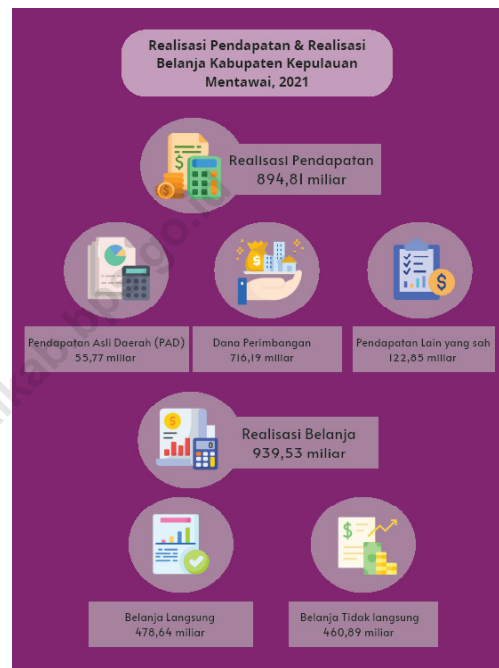 Realisasi Pendapatan & Realisasi
Belanja Kabupaten Kepulauan
Mentawai, 2021
Realisasi Pendapatan
894,81 miliar
Pendapatan Asli Daerah (PAD)
55,77 miliar
Dana Perimbangan
716,19 miliar
Pendapatan Lain yang sah
122,85 miliar
Realisasi Belanja
939,53 miliar
Belanja Langsung
478,64 miliar
Belanja Tidak langsung
460,89 miliar